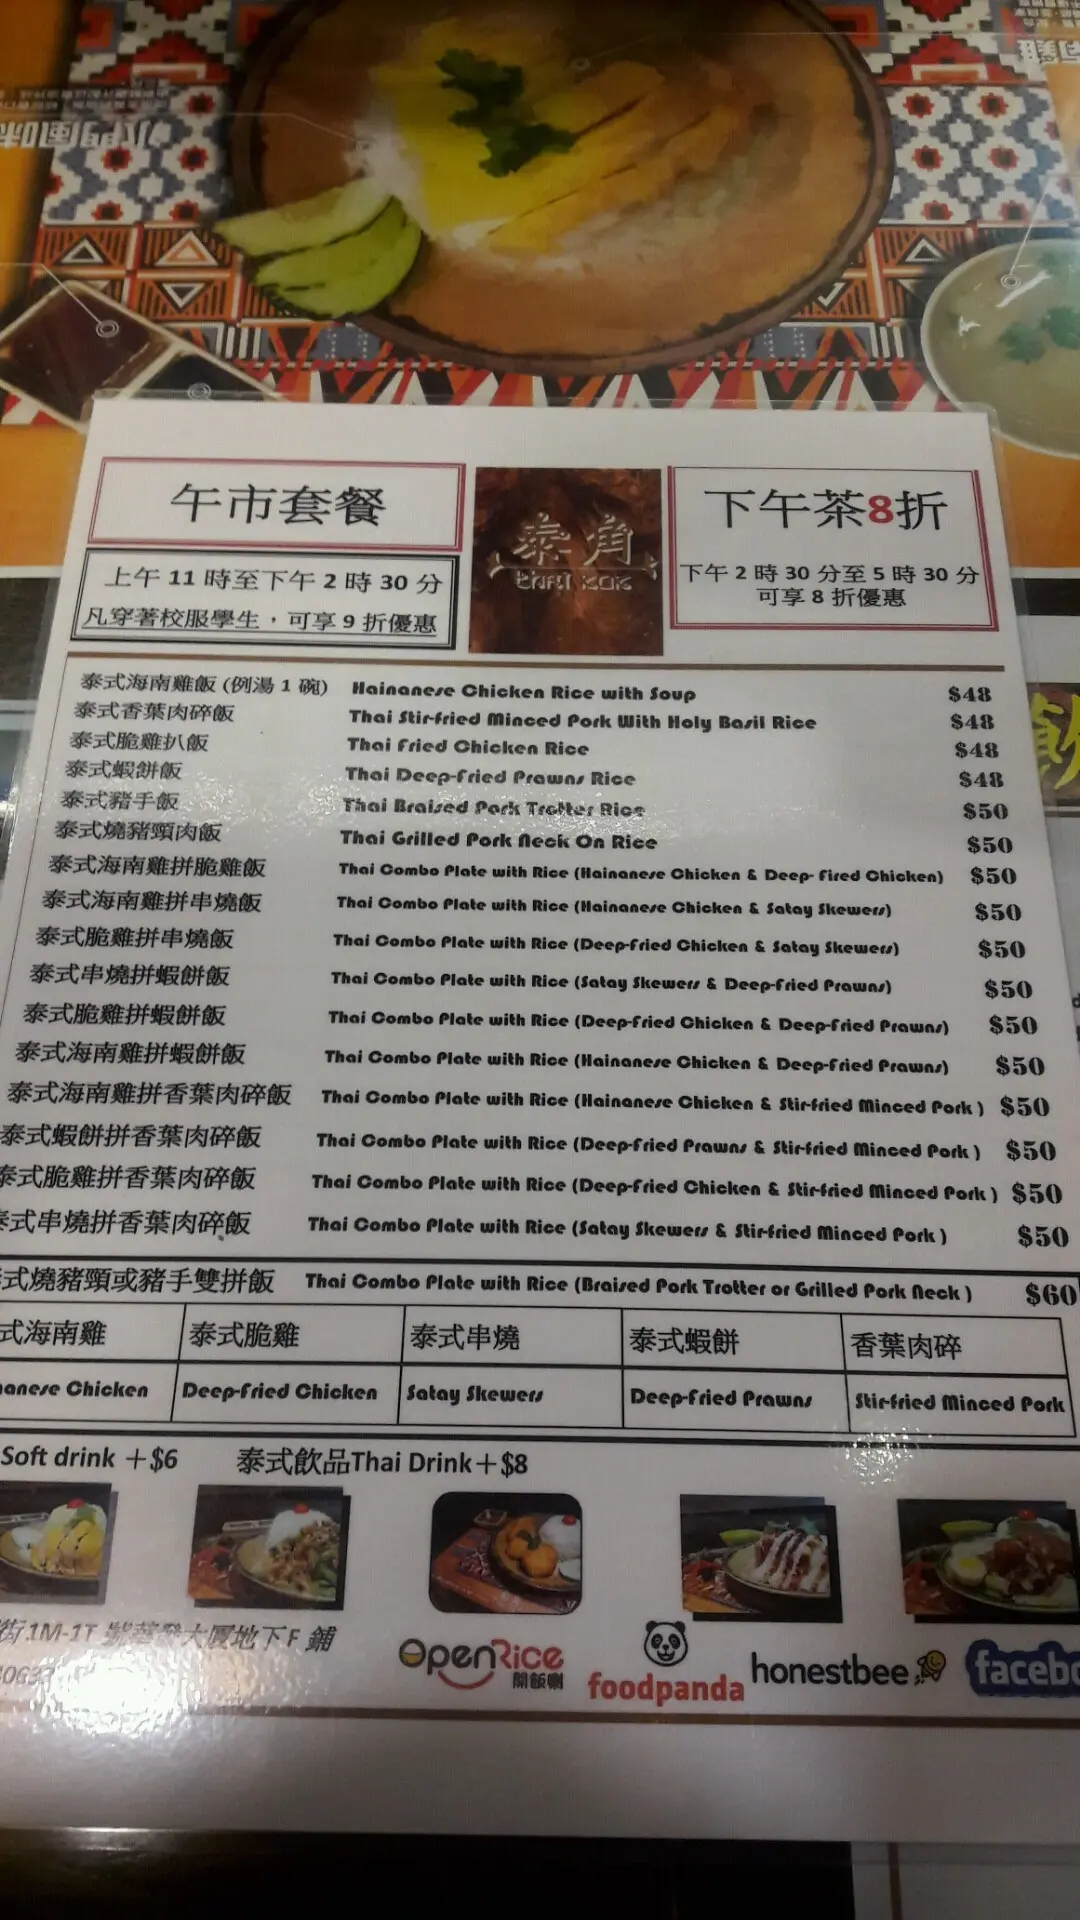 午市套餐
上午 11 時至下午 2 時 30 分
凡穿著校服學生，可享 9 折優惠
泰角
THAI KOK
下午茶8折
下午 2 時 30 分至 5 時 30 分
可享 8 折優惠
泰式海南雞飯 (例湯 1 碗) Hainanese Chicken Rice with Soup $48
泰式香葉肉碎飯 Thai Stir-fried Minced Pork With Holy Basil Rice $48
泰式脆雞扒飯 Thai Fried Chicken Rice $48
泰式蝦餅飯 Thai Deep-Fried Prawns Rice $48
泰式豬手飯 Thai Braised Pork Trotter Rice $50
泰式燒豬頸肉飯 Thai Grilled Pork Neck On Rice $50
泰式海南雞拼脆雞飯 Thai Combo Plate with Rice (Hainanese Chicken & Deep- Fired Chicken) $50
泰式海南雞拼串燒飯 Thai Combo Plate with Rice (Hainanese Chicken & Satay Skewers) $50
泰式脆雞拼串燒飯 Thai Combo Plate with Rice (Deep-Fried Chicken & Satay Skewers) $50
泰式串燒拼蝦餅飯 Thai Combo Plate with Rice (Satay Skewers & Deep-Fried Prawns) $50
泰式脆雞拼蝦餅飯 Thai Combo Plate with Rice (Deep-Fried Chicken & Deep-Fried Prawns) $50
泰式海南雞拼蝦餅飯 Thai Combo Plate with Rice (Hainanese Chicken & Deep-Fried Prawns) $50
泰式海南雞拼香葉肉碎飯 Thai Combo Plate with Rice (Hainanese Chicken & Stir-fried Minced Pork ) $50
泰式蝦餅拼香葉肉碎飯 Thai Combo Plate with Rice (Deep-Fried Prawns & Stir-fried Minced Pork ) $50
泰式脆雞拼香葉肉碎飯 Thai Combo Plate with Rice (Deep-Fried Chicken & Stir-fried Minced Pork ) $50
泰式串燒拼香葉肉碎飯 Thai Combo Plate with Rice (Satay Skewers & Stir-fried Minced Pork ) $50
式燒豬頸或豬手雙拼飯 Thai Combo Plate with Rice (Braised Pork Trotter or Grilled Pork Neck ) $60
式海南雞 泰式脆雞 泰式串燒 泰式蝦餅 香葉肉碎
anese Chicken Deep-Fried Chicken Satay Skewers Deep-Fried Prawns Stir-fried Minced Pork
Soft drink +$6 泰式飲品Thai Drink+$8
街 1M-1T 號華發大厦地下 F 鋪
OpenRice
開飯喇
foodpanda
honestbee
facebo
飲